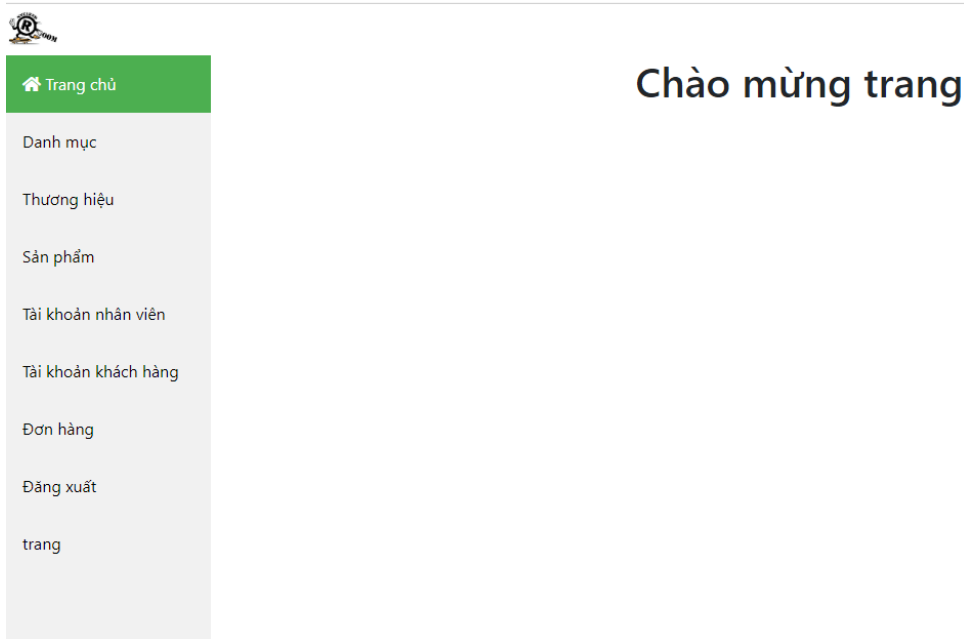 Trang chủ
Chào mừng trang
Danh mục
Thương hiệu
Sản phẩm
Tài khoản nhân viên
Tài khoản khách hàng
Đơn hàng
Đăng xuất
trang